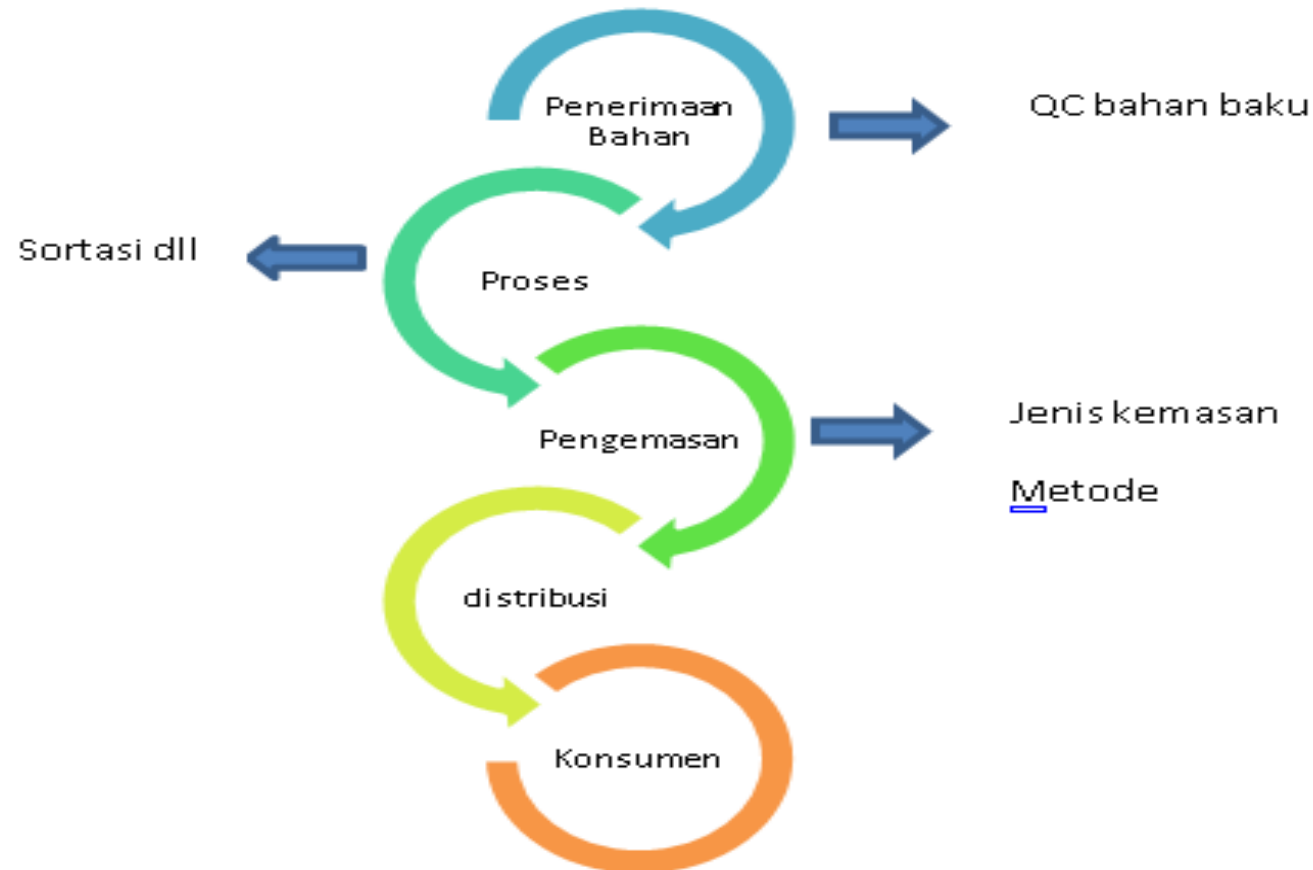 Penerimaan
Bahan
QC bahan baku
Sortasi dll
Proses
Pengemasan
Jenis kemasan
Metode
distribusi
Konsumen